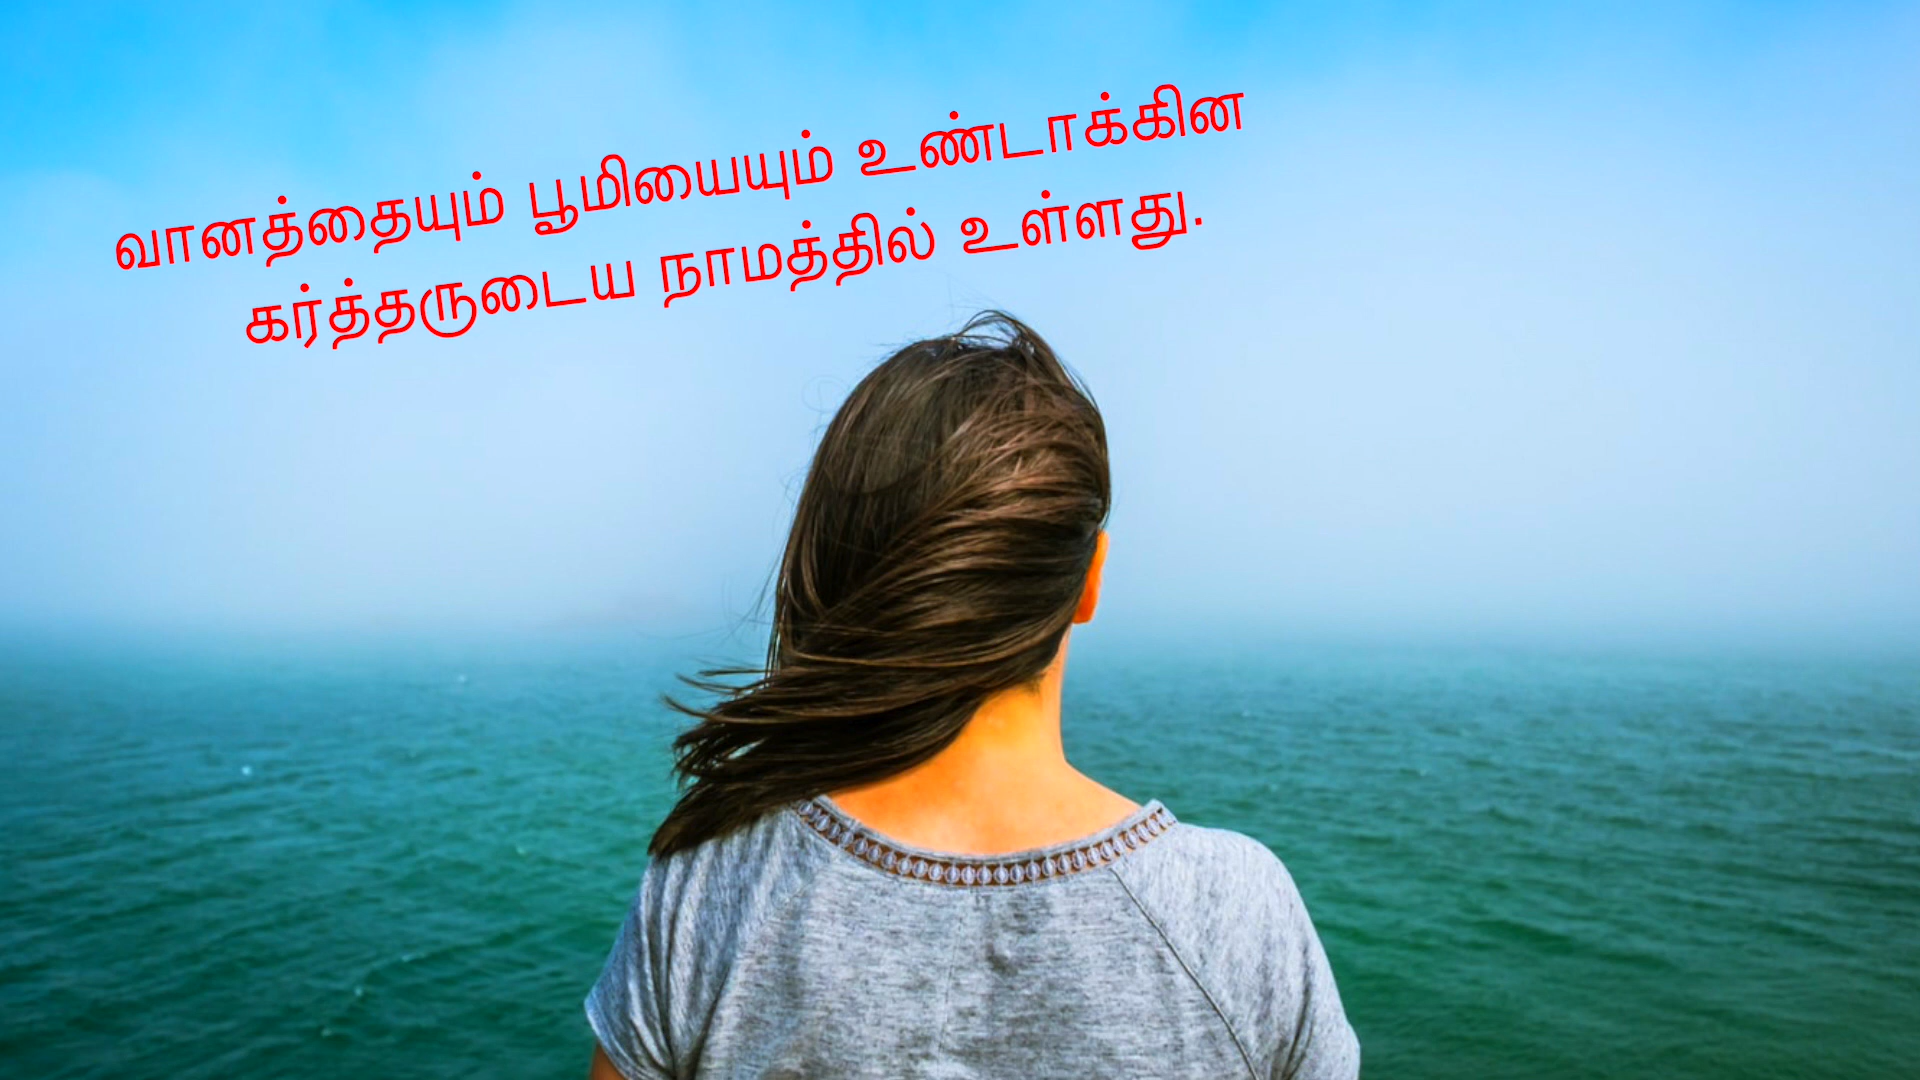 வானத்தையும் பூமியையும் உண்டாக்கின
கர்த்தருடைய நாமத்தில் உள்ளது.